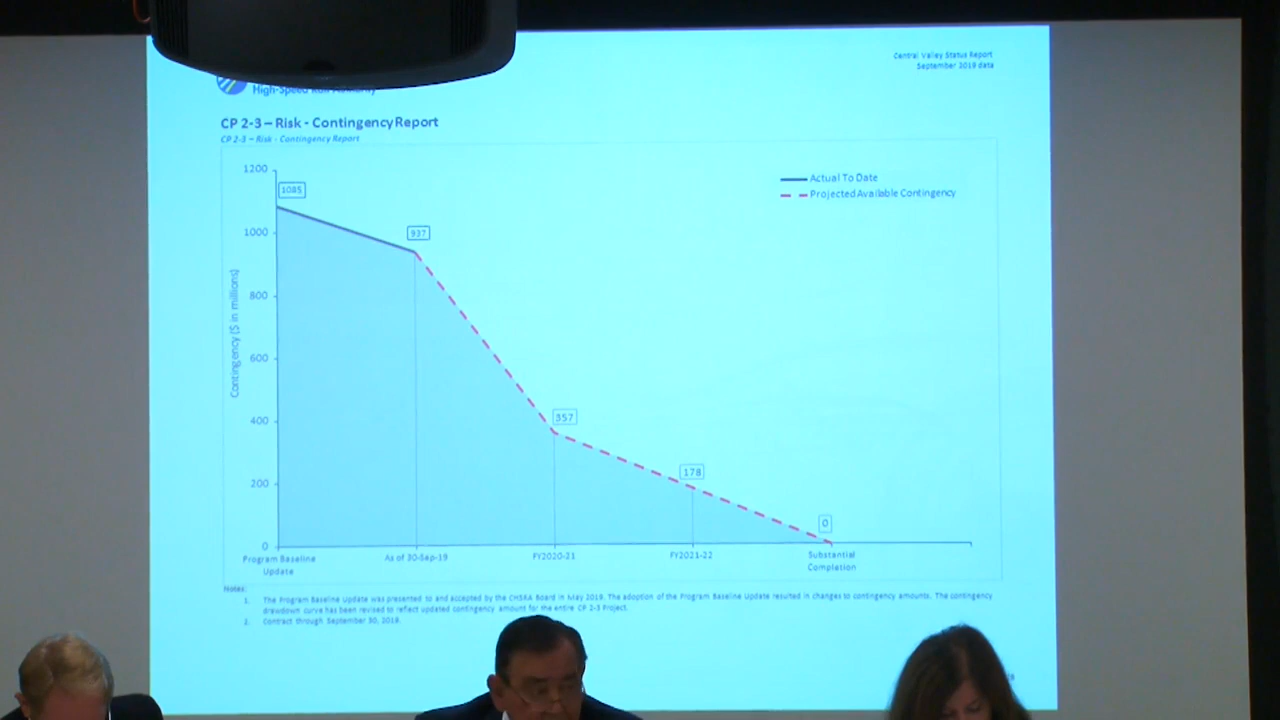 Central Valley Status Report
September 2019 data
High-Speed Rail Authority
CP 2-3 – Risk - Contingency Report
CP 2-3 – Risk - Contingency Report
1200
1000
800
600
400
200
0
Contingency ($ in millions)
1085
937
357
178
0
Actual To Date
Projected Available Contingency
Program Baseline
Update
As of 30-Sep-19
FY2020-21
FY2021-22
Substantial
Completion
Notes:
1. The Program Baseline Update was presented to and accepted by the CHSRA Board in May 2019. The adoption of the Program Baseline Update resulted in changes to contingency amounts. The contingency
drawdown curve has been revised to reflect updated contingency amount for the entire CP 2-3 Project.
2. Contract through September 30, 2019.